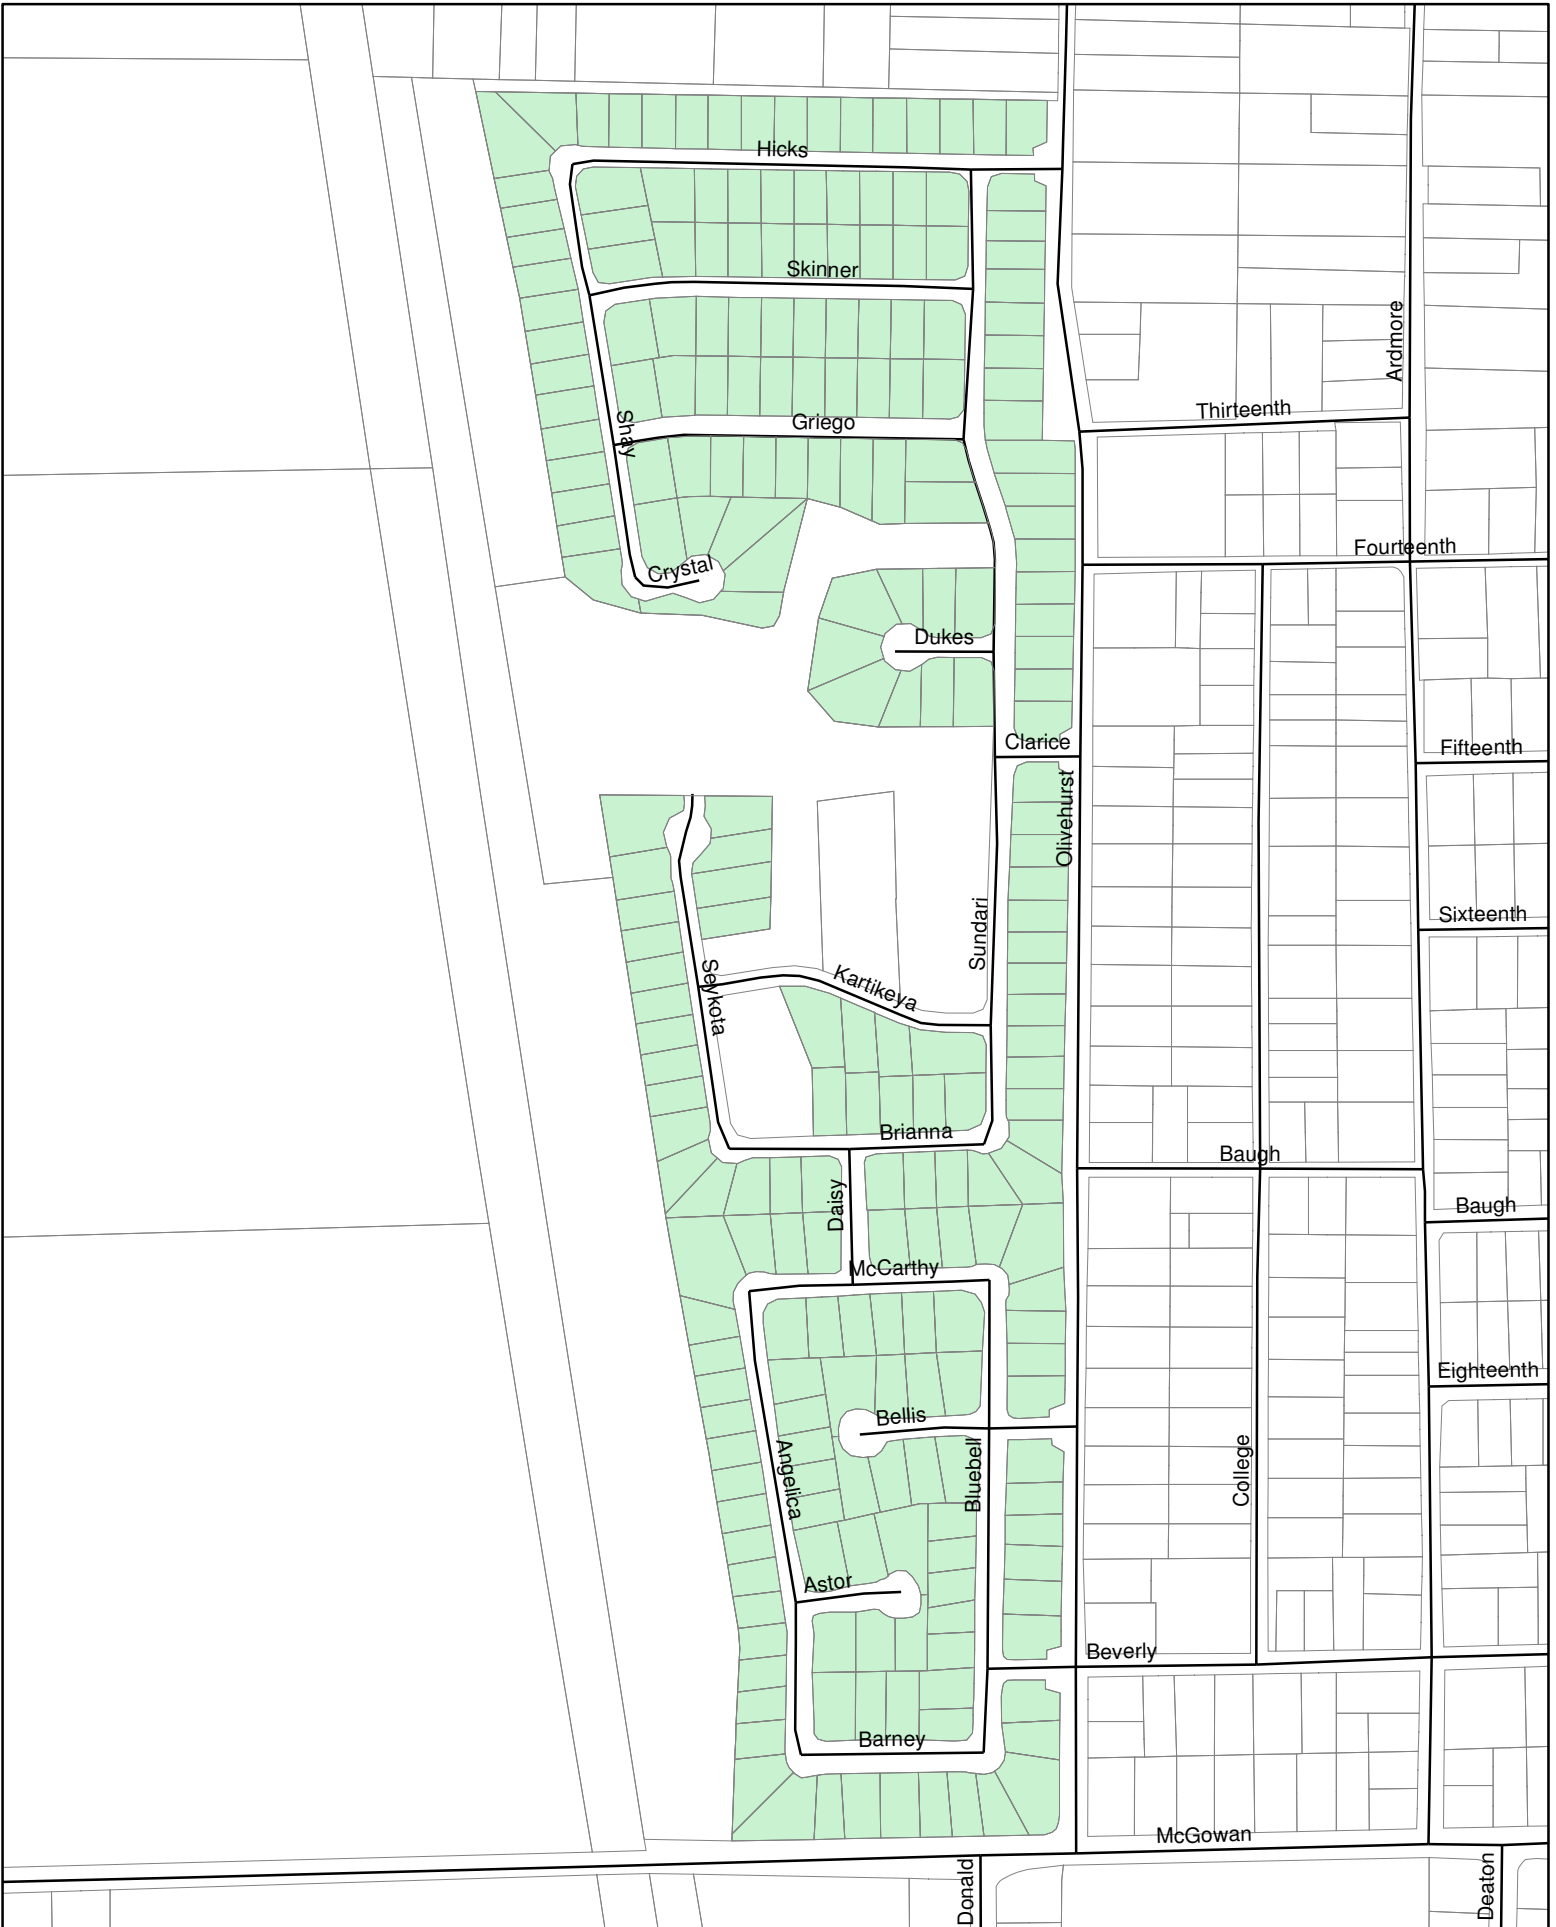 Hicks
Skinner
Ardmore
Thirteenth
Griego
Shay
Fourteenth
Crystal
Dukes
Clarice
Fifteenth
Olivehurst
Sixteenth
Sundari
Kartikeya
Seykota
Brianna
Baugh
Daisy
Baugh
McCarthy
Eighteenth
Bellis
College
Bluebell
Angelica
Astor
Beverly
Barney
McGowan
Donald
Deaton